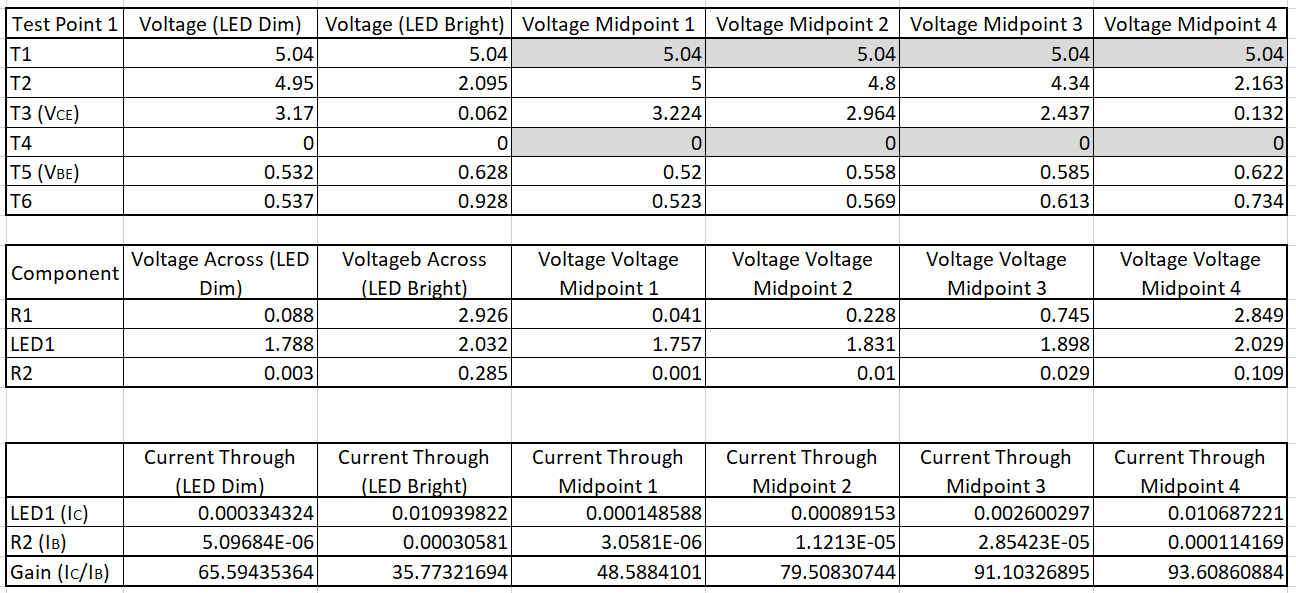 Test Point 1 Voltage (LED Dim) Voltage (LED Bright) Voltage Midpoint 1 Voltage Midpoint 2 Voltage Midpoint 3 Voltage Midpoint 4
T1 5.04 5.04 5.04 5.04 5.04 5.04
T2 4.95 2.095 5 4.8 4.34 2.163
T3 (VCE) 3.17 0.062 3.224 2.964 2.437 0.132
T4 0 0 0 0 0 0
T5 (VBE) 0.532 0.628 0.52 0.558 0.585 0.622
T6 0.537 0.928 0.523 0.569 0.613 0.734
Component Voltage Across (LED Dim) Voltageb Across (LED Bright) Voltage Voltage Midpoint 1 Voltage Voltage Midpoint 2 Voltage Voltage Midpoint 3 Voltage Voltage Midpoint 4
R1 0.088 2.926 0.041 0.228 0.745 2.849
LED1 1.788 2.032 1.757 1.831 1.898 2.029
R2 0.003 0.285 0.001 0.01 0.029 0.109
Current Through (LED Dim) Current Through (LED Bright) Current Through Midpoint 1 Current Through Midpoint 2 Current Through Midpoint 3 Current Through Midpoint 4
LED1 (IC) 0.000334324 0.010939822 0.000148588 0.00089153 0.002600297 0.010687221
R2 (IB) 5.09684E-06 0.00030581 3.0581E-06 1.1213E-05 2.85423E-05 0.000114169
Gain (IC/IB) 65.59435364 35.77321694 48.5884101 79.50830744 91.10326895 93.60860884